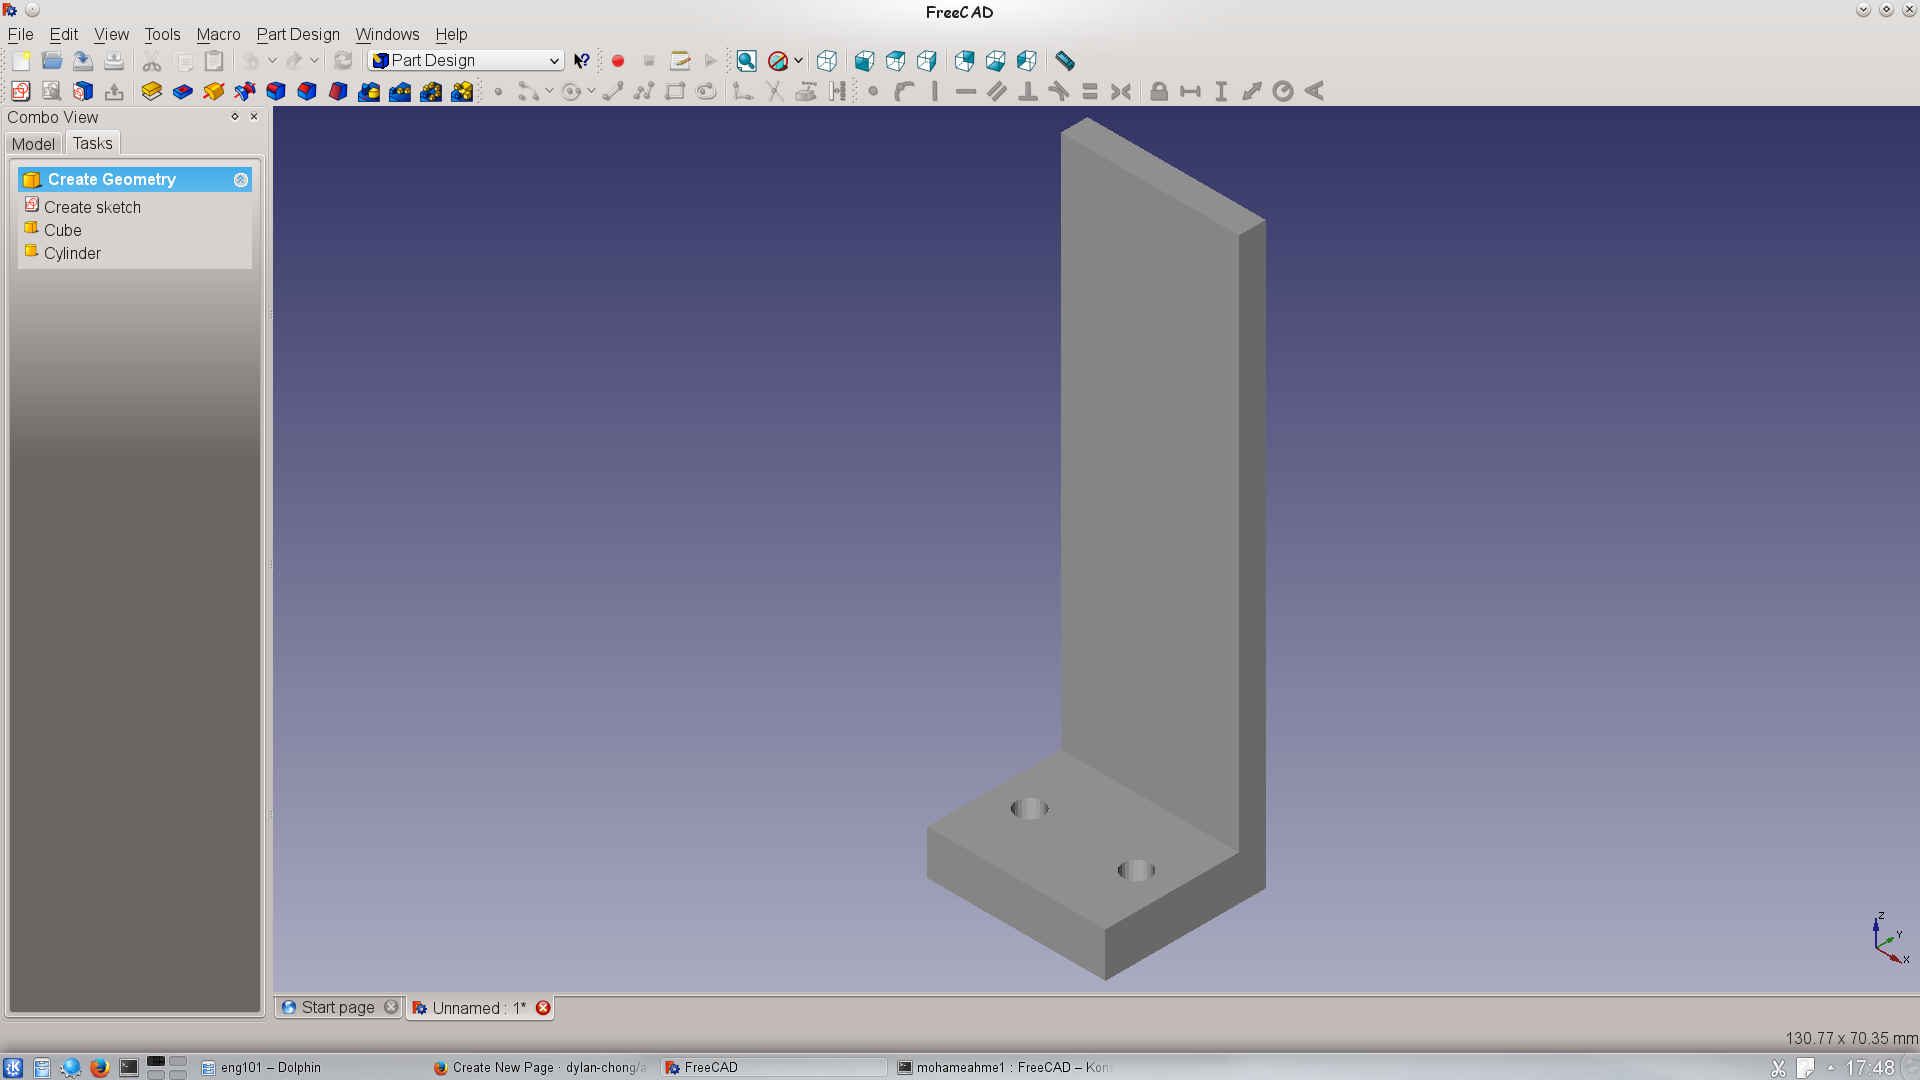 FreeCAD
File Edit View Tools Macro Part Design Windows Help
Part Design
Combo View
Model Tasks
Create Geometry
Create sketch
Cube
Cylinder
Z
Y
X
Start page Unnamed : 1*
130.77 x 70.35 mm
eng101 – Dolphin Create New Page · dylan-chong/a FreeCAD mohameahme1 : FreeCAD – Kons 17:48